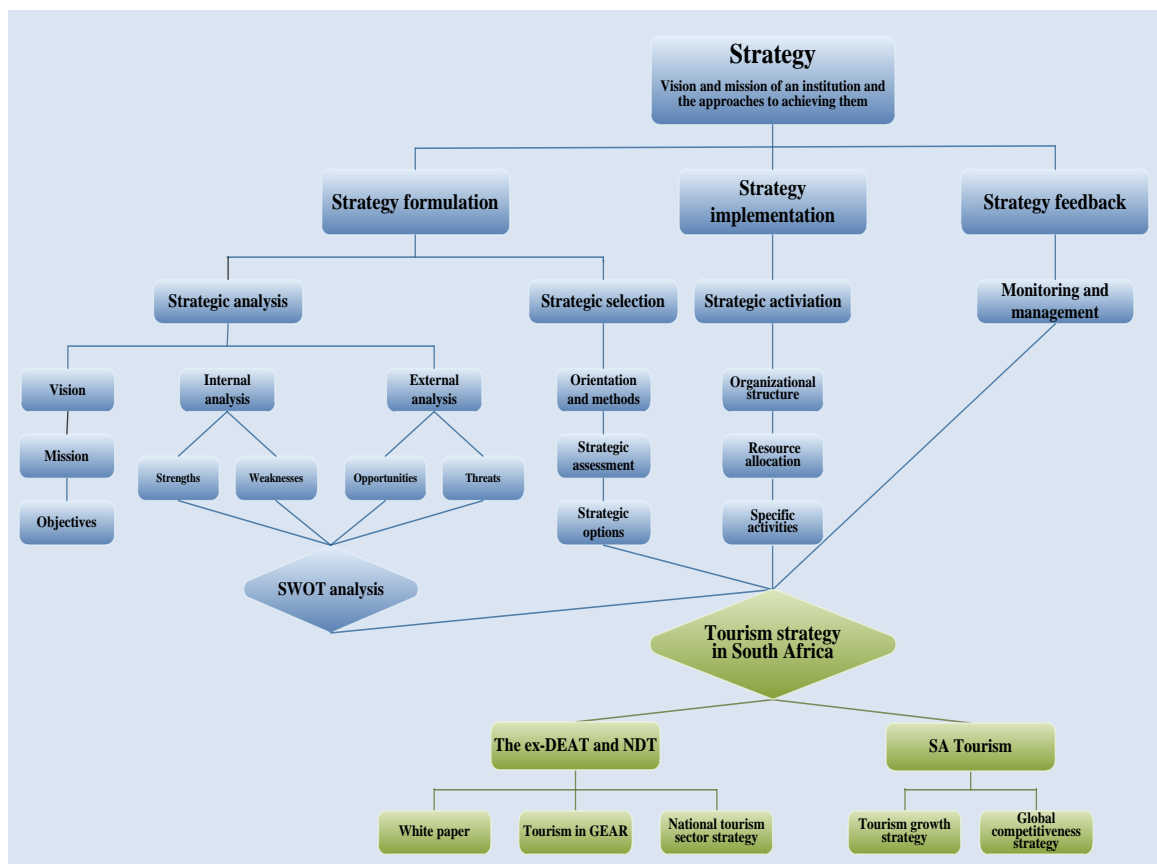 Strategy
Vision and mission of an institution and
the approaches to achieving them
Strategy formulation
Strategy
implementation
Strategy feedback
Strategic analysis
Strategic selection
Strategic activiation
Monitoring and
management
Vision
Internal
analysis
External
analysis
Orientation
and methods
Organizational
structure
Mission
Strengths
Weaknesses
Opportunities
Threats
Strategic
assessment
Resource
allocation
Objectives
Strategic
options
Specific
activities
SWOT analysis
Tourism strategy
in South Africa
The ex-DEAT and NDT
SA Tourism
White paper
Tourism in GEAR
National tourism
sector strategy
Tourism growth
strategy
Global
competitiveness
strategy